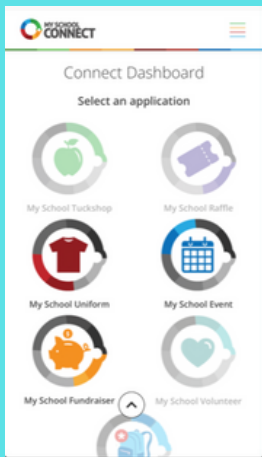 MY SCHOOL
CONNECT
Connect Dashboard
Select an application
My School Tuckshop
My School Raffle
My School Uniform
My School Event
My School Fundraiser
My School Volunteer